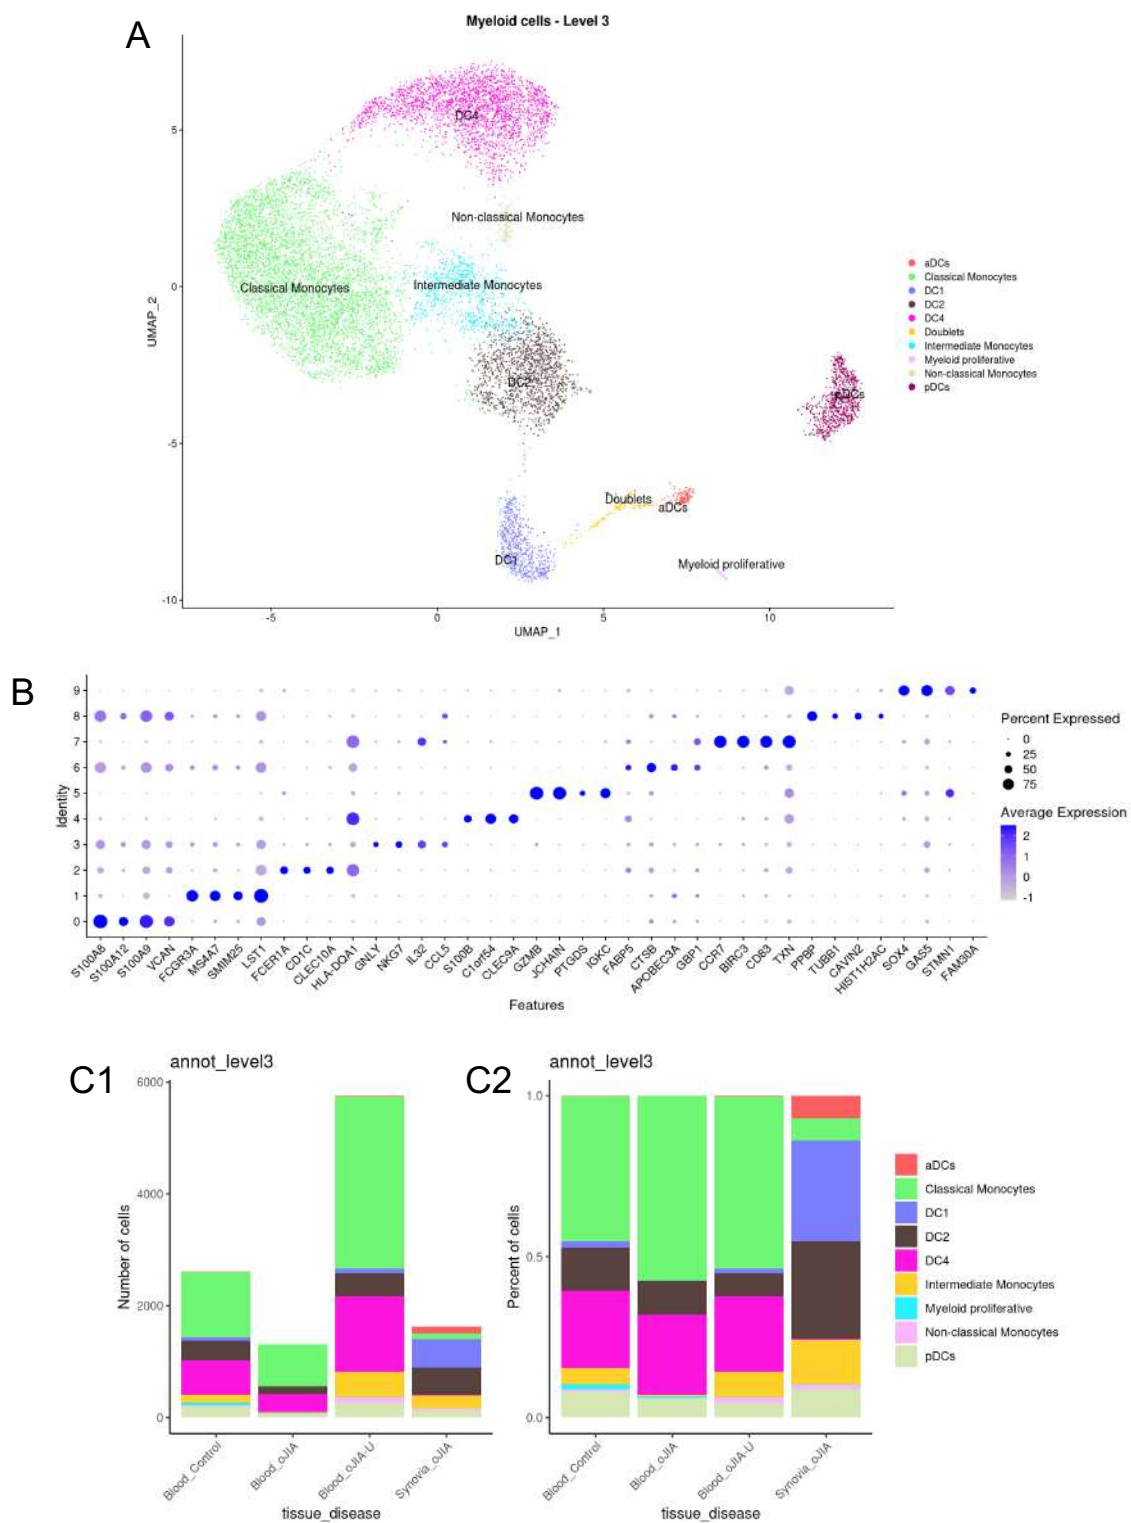 A
Myeloid cells - Level 3
UMAP_2
5
0
-5
-10
-5
0
5
10
UMAP_1
DC4
Non-classical Monocytes
Classical Monocytes
Intermediate Monocytes
DC2
pDCs
Doublets
aDCs
DC1
Myeloid proliferative
aDCs
Classical Monocytes
DC1
DC2
DC4
Doublets
Intermediate Monocytes
Myeloid proliferative
Non-classical Monocytes
pDCs
B
Identity
9
8
7
6
5
4
3
2
1
0
S100A8
S100A12
S100A9
VCAN
FCGR3A
MS4A7
SMIM25
LST1
FCER1A
CD1C
CLEC10A
HLA-DQA1
GNLY
NKG7
IL32
CCL5
S100B
C1orf54
CLEC9A
GZMB
JCHAIN
PTGDS
IGKC
FABP5
CTSB
APOBEC3A
GBP1
CCR7
BIRC3
CD83
TXN
PPBP
TUBB1
CAVIN2
HIST1H2AC
SOX4
GAS5
STMN1
FAM30A
Features
Percent Expressed
0
25
50
75
Average Expression
2
1
0
-1
C1
annot_level3
Number of cells
6000
4000
2000
0
Blood_Control
Blood_oJIA
Blood_oJIA-U
Synovia_oJIA
tissue_disease
C2
annot_level3
Percent of cells
1.0
0.5
0.0
Blood_Control
Blood_oJIA
Blood_oJIA-U
Synovia_oJIA
tissue_disease
aDCs
Classical Monocytes
DC1
DC2
DC4
Intermediate Monocytes
Myeloid proliferative
Non-classical Monocytes
pDCs